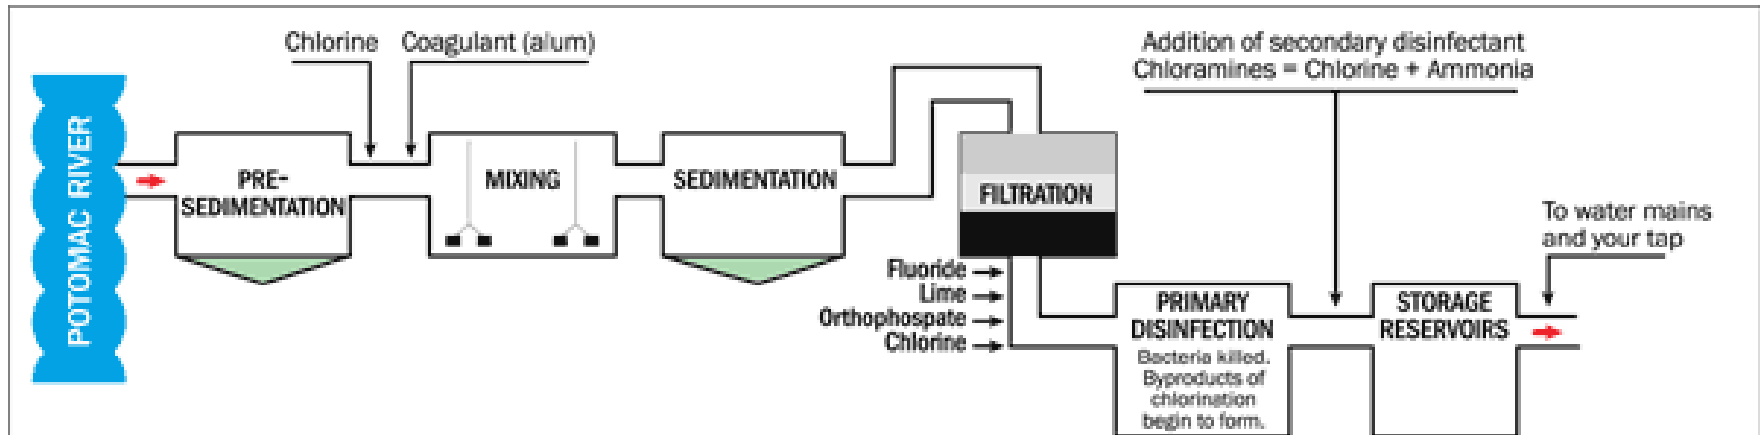 Chlorine
Coagulant (alum)
Addition of secondary disinfectant
Chloramines = Chlorine + Ammonia
POTOMAC RIVER
PRE-
SEDIMENTATION
MIXING
SEDIMENTATION
FILTRATION
Fluoride
Lime
Orthophospate
Chlorine
PRIMARY
DISINFECTION
Bacteria killed.
Byproducts of
chlorination
begin to form.
STORAGE
RESERVOIRS
To water mains
and your tap